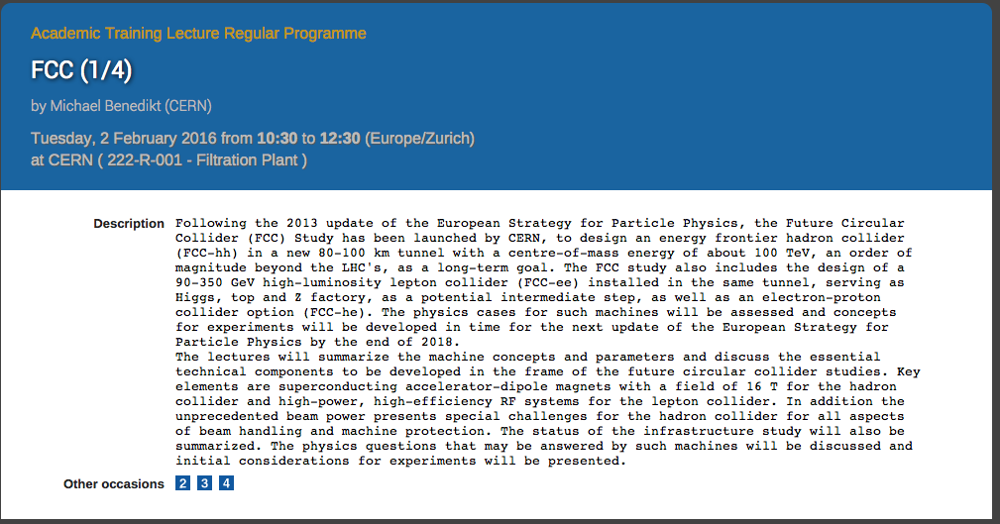 Academic Training Lecture Regular Programme
FCC (1/4)
by Michael Benedikt (CERN)
Tuesday, 2 February 2016 from 10:30 to 12:30 (Europe/Zurich)
at CERN ( 222-R-001 - Filtration Plant )
Description Following the 2013 update of the European Strategy for Particle Physics, the Future Circular
Collider (FCC) Study has been launched by CERN, to design an energy frontier hadron collider
(FCC-hh) in a new 80-100 km tunnel with a centre-of-mass energy of about 100 TeV, an order of
magnitude beyond the LHC's, as a long-term goal. The FCC study also includes the design of a
90-350 GeV high-luminosity lepton collider (FCC-ee) installed in the same tunnel, serving as
Higgs, top and Z factory, as a potential intermediate step, as well as an electron-proton
collider option (FCC-he). The physics cases for such machines will be assessed and concepts
for experiments will be developed in time for the next update of the European Strategy for
Particle Physics by the end of 2018.
The lectures will summarize the machine concepts and parameters and discuss the essential
technical components to be developed in the frame of the future circular collider studies. Key
elements are superconducting accelerator-dipole magnets with a field of 16 T for the hadron
collider and high-power, high-efficiency RF systems for the lepton collider. In addition the
unprecedented beam power presents special challenges for the hadron collider for all aspects
of beam handling and machine protection. The status of the infrastructure study will also be
summarized. The physics questions that may be answered by such machines will be discussed and
initial considerations for experiments will be presented.
Other occasions 2 3 4